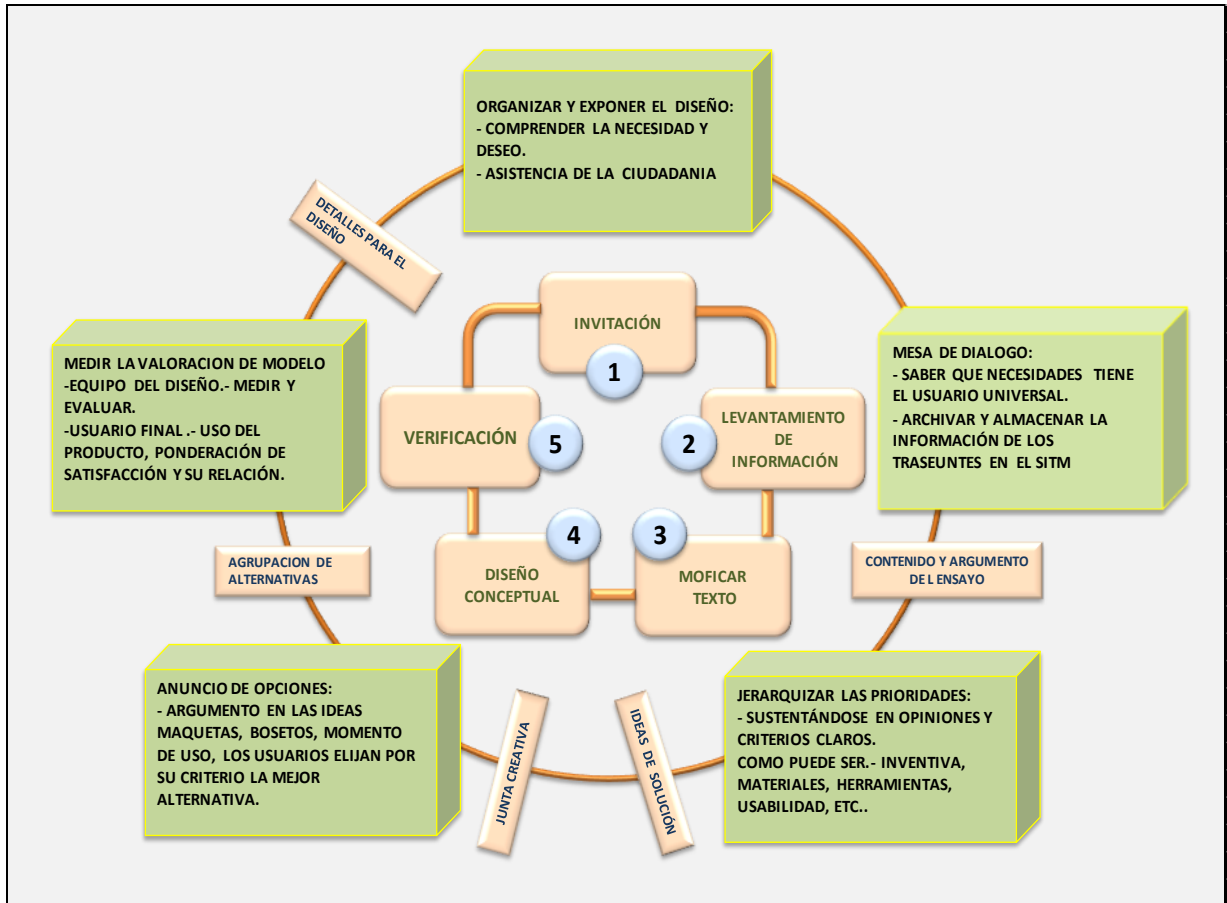 ORGANIZAR Y EXPONER EL DISEÑO:
- COMPRENDER LA NECESIDAD Y
DESEO.
- ASISTENCIA DE LA CIUDADANIA
DETALLES PARA EL
DISEÑO
INVITACIÓN
1
MEDIR LA VALORACION DE MODELO
-EQUIPO DEL DISEÑO.- MEDIR Y
EVALUAR.
-USUARIO FINAL .- USO DEL
PRODUCTO, PONDERACIÓN DE
SATISFACCIÓN Y SU RELACIÓN.
VERIFICACIÓN
5
2
LEVANTAMIENTO
DE
INFORMACIÓN
MESA DE DIALOGO:
- SABER QUE NECESIDADES TIENE
EL USUARIO UNIVERSAL.
- ARCHIVAR Y ALMACENAR LA
INFORMACIÓN DE LOS
TRASEUNTES EN EL SITM
AGRUPACION DE
ALTERNATIVAS
4
DISEÑO
CONCEPTUAL
3
MOFICAR
TEXTO
CONTENIDO Y ARGUMENTO
DEL ENSAYO
ANUNCIO DE OPCIONES:
- ARGUMENTO EN LAS IDEAS
MAQUETAS, BOSETOS, MOMENTO
DE USO, LOS USUARIOS ELIJAN POR
SU CRITERIO LA MEJOR
ALTERNATIVA.
JUNTA CREATIVA
IDEAS DE SOLUCIÓN
JERARQUIZAR LAS PRIORIDADES:
- SUSTENTÁNDOSE EN OPINIONES Y
CRITERIOS CLAROS.
COMO PUEDE SER.- INVENTIVA,
MATERIALES, HERRAMIENTAS,
USABILIDAD, ETC..